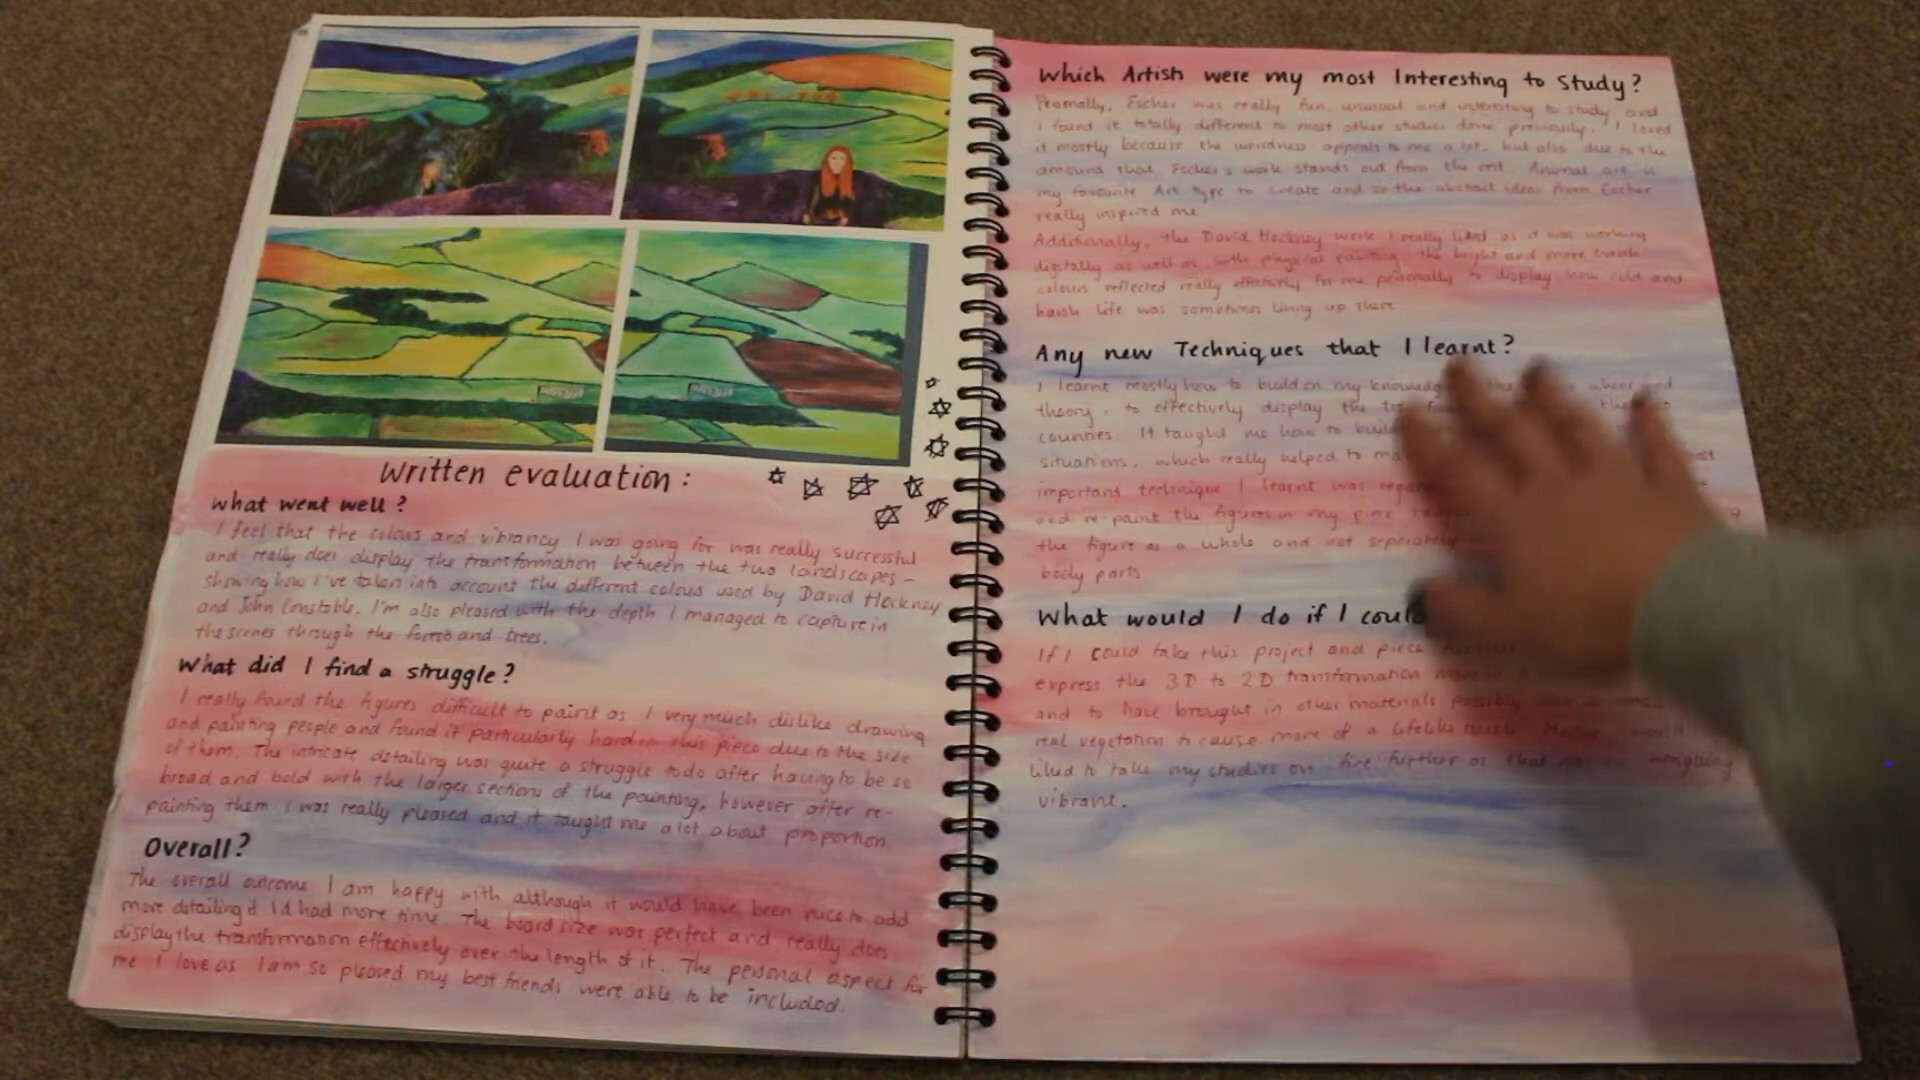 Written evaluation:
What went well?
I feel that the colours and vibrancy I was going for was really successful
and really does display the transformation between the two landscapes -
showing how I've taken into account the different colours used by David Hockney
and John Constable. I'm also pleased with the depth I managed to capture in
the scenes through the forest and trees.
What did I find a struggle?
I really found the figures difficult to paint as I very much dislike drawing
and painting people and found it particularly hard in this piece due to the size
of them. The intricate detailing was quite a struggle to do after having to be so
broad and bold with the larger sections of the painting, however after re-
painting them I was really pleased and it taught me a lot about proportion
Overall?
The overall outcome I am happy with although it would have been nice to add
more detailing if I'd had more time. The board size was perfect and really does
display the transformation effectively over the length of it. The personal aspect for
me I love as I am so pleased my best friends were able to be included.
Which Artists were my most Interesting to Study?
Personally, Escher was really fun, unusual and interesting to study, and
I found it totally different to most other studies done previously. I loved
it mostly because the weirdness appeals to me a lot, but also due to the
amounts that Escher's work stands out from the rest. Animal art is
my favourite Art type to create and so the abstract ideas from Escher
really inspired me
Additionally, the David Hockney work I really liked as it was working
digitally as well as with physical painting. The bright and more harsh
colours reflected really effectively for me personally to display how cold and
harsh life was sometimes living up there
Any new Techniques that I learnt?
I learnt mostly how to build on my wheel and
theory - to effectively display the
countries. It taught me how to build
situations, which really helped to
important technique I learnt was
and re-paint the figures in my piece
the figure as a whole and not seperately
body parts
What would I do if I could
If I could take this project and piece
express the 3D to 2D transformation more
and to have brought in other materials possibly
real vegetation to cause more of a lifelike touch.
liked to take my studies on fire further as that
vibrant.